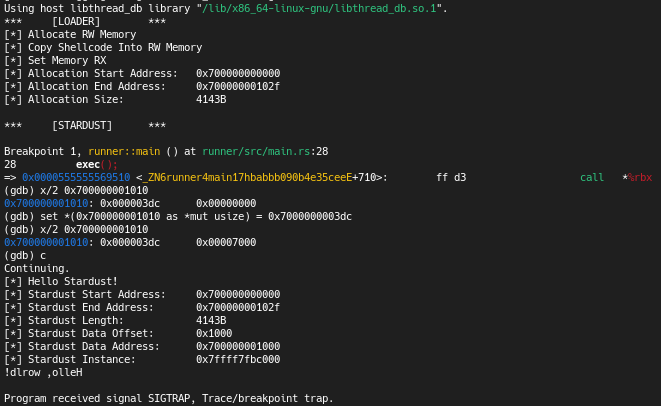 Using host libthread_db library "/lib/x86_64-linux-gnu/libthread_db.so.1".
***     [LOADER]        ***
[*] Allocate RW Memory
[*] Copy Shellcode Into RW Memory
[*] Set Memory RX
[*] Allocation Start Address:   0x700000000000
[*] Allocation End Address:     0x70000000102f
[*] Allocation Size:            4143B
***     [STARDUST]      ***
Breakpoint 1, runner::main () at runner/src/main.rs:28
28          exec();
=> 0x0000555555569510 <_ZN6runner4main17hbabbb090b4e35ceeE+710>:        ff d3                   call   *%rbx
(gdb) x/2 0x700000001010
0x700000001010: 0x000003dc      0x00000000
(gdb) set *(0x700000001010 as *mut usize) = 0x7000000003dc
(gdb) x/2 0x700000001010
0x700000001010: 0x000003dc      0x00007000
(gdb) c
Continuing.
[*] Hello Stardust!
[*] Stardust Start Address:     0x700000000000
[*] Stardust End Address:       0x70000000102f
[*] Stardust Length:            4143B
[*] Stardust Data Offset:       0x1000
[*] Stardust Data Address:      0x700000001000
[*] Stardust Instance:          0x7ffff7fbc000
!dlrow ,olleH
Program received signal SIGTRAP, Trace/breakpoint trap.